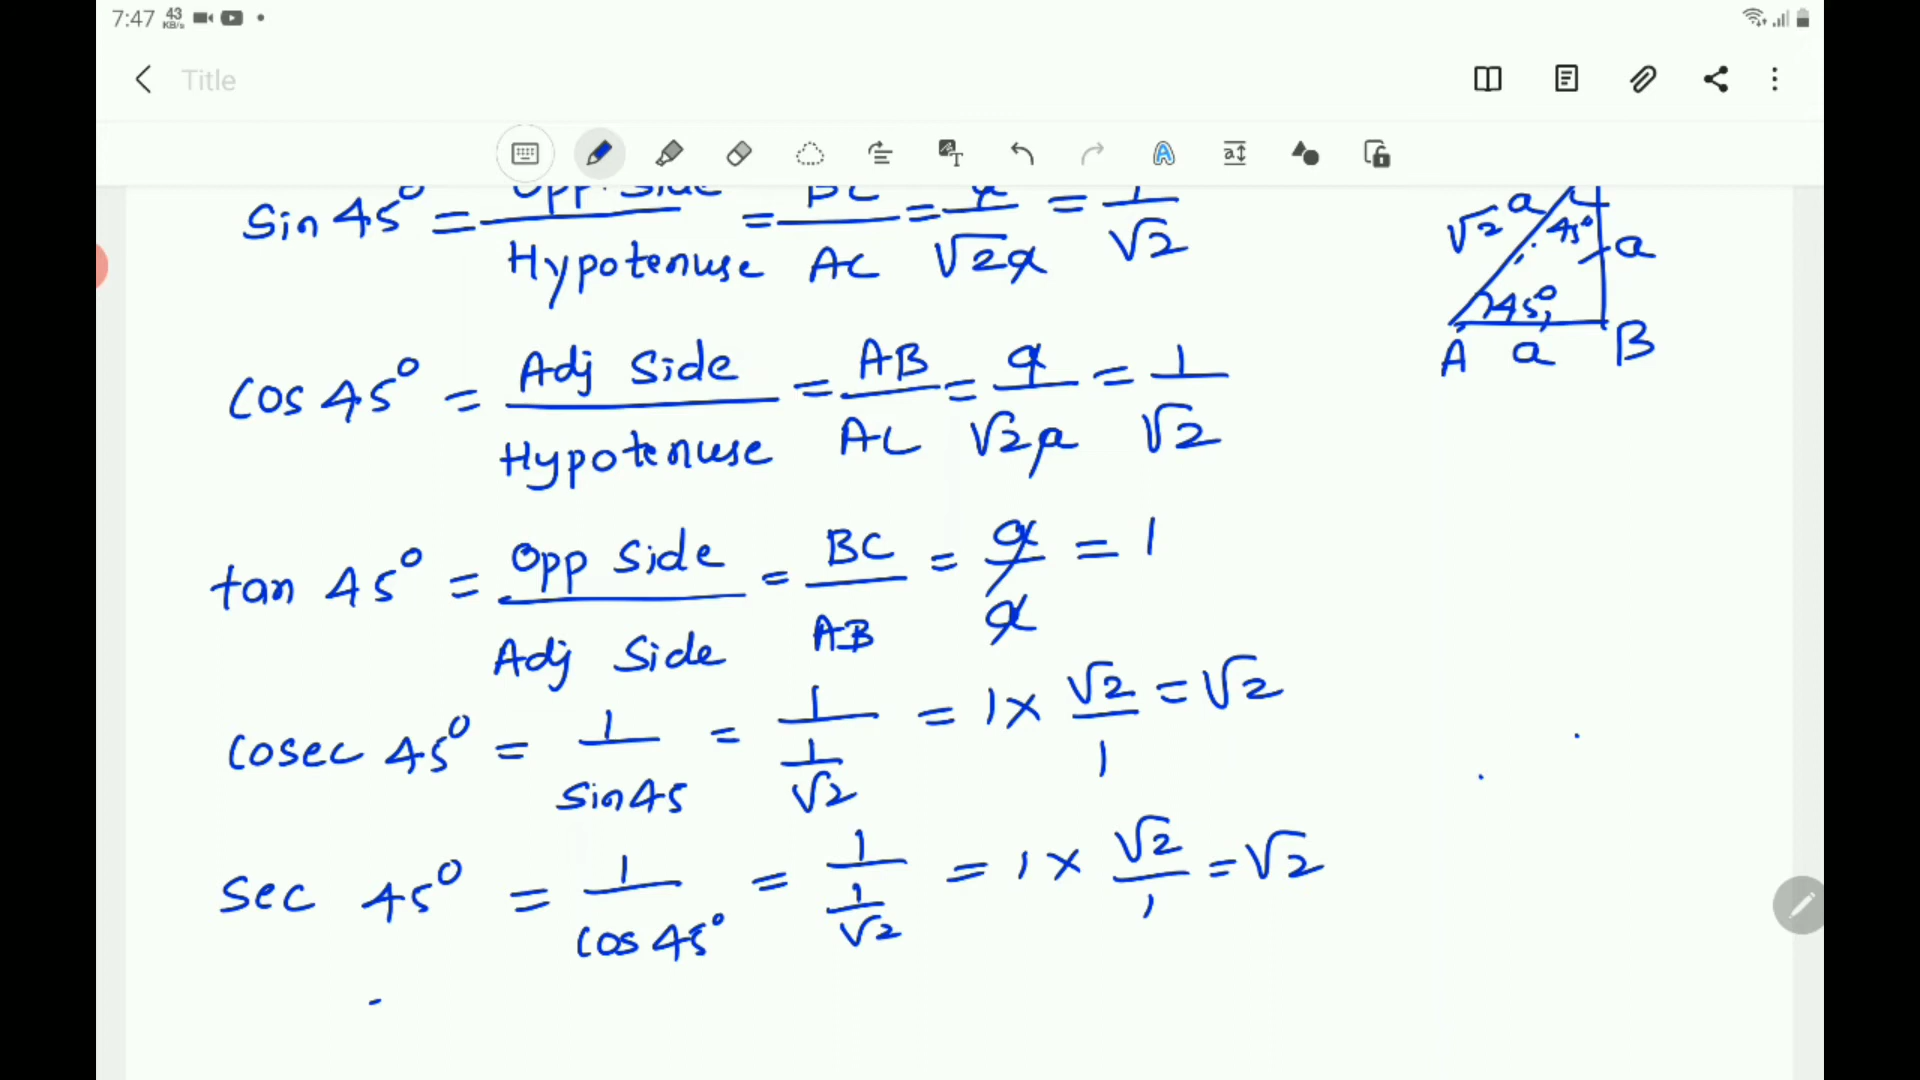 7:47 43 KB/s
Title
Sin 45° = Opp. Side / Hypotenuse = BC / AC = a / √2a = 1 / √2
Cos 45° = Adj Side / Hypotenuse = AB / AC = a / √2a = 1 / √2
tan 45° = Opp Side / Adj Side = BC / AB = a / a = 1
Cosec 45° = 1 / sin45 = 1 / 1/√2 = 1 × √2 / 1 = √2
Sec 45° = 1 / cos 45° = 1 / 1/√2 = 1 × √2 / 1 = √2
√2 a
45°
a
45°
A a B